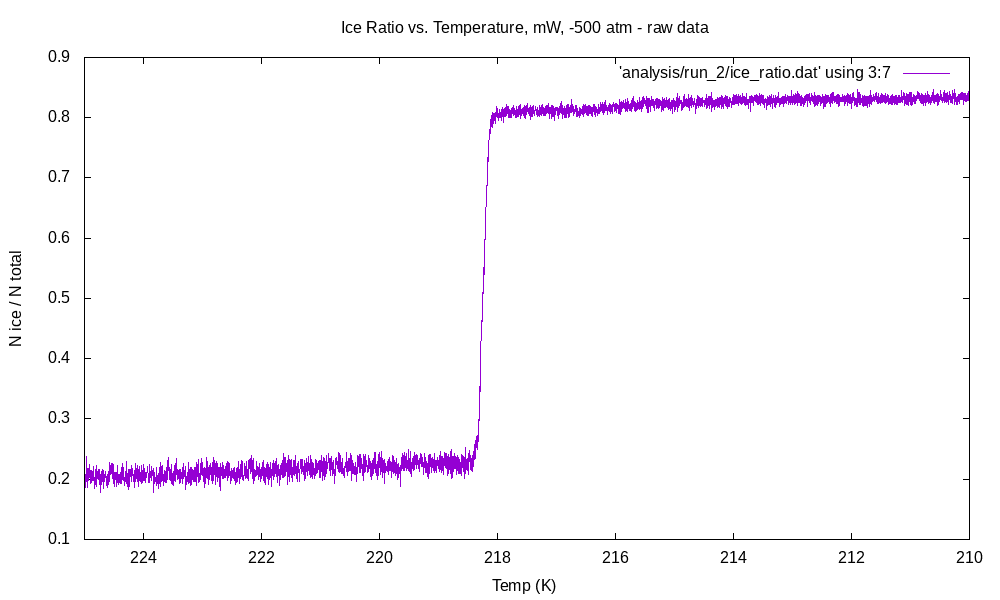 Ice Ratio vs. Temperature, mW, -500 atm - raw data
'analysis/run_2/ice_ratio.dat' using 3:7
N ice / N total
0.9
0.8
0.7
0.6
0.5
0.4
0.3
0.2
0.1
224 222 220 218 216 214 212 210
Temp (K)